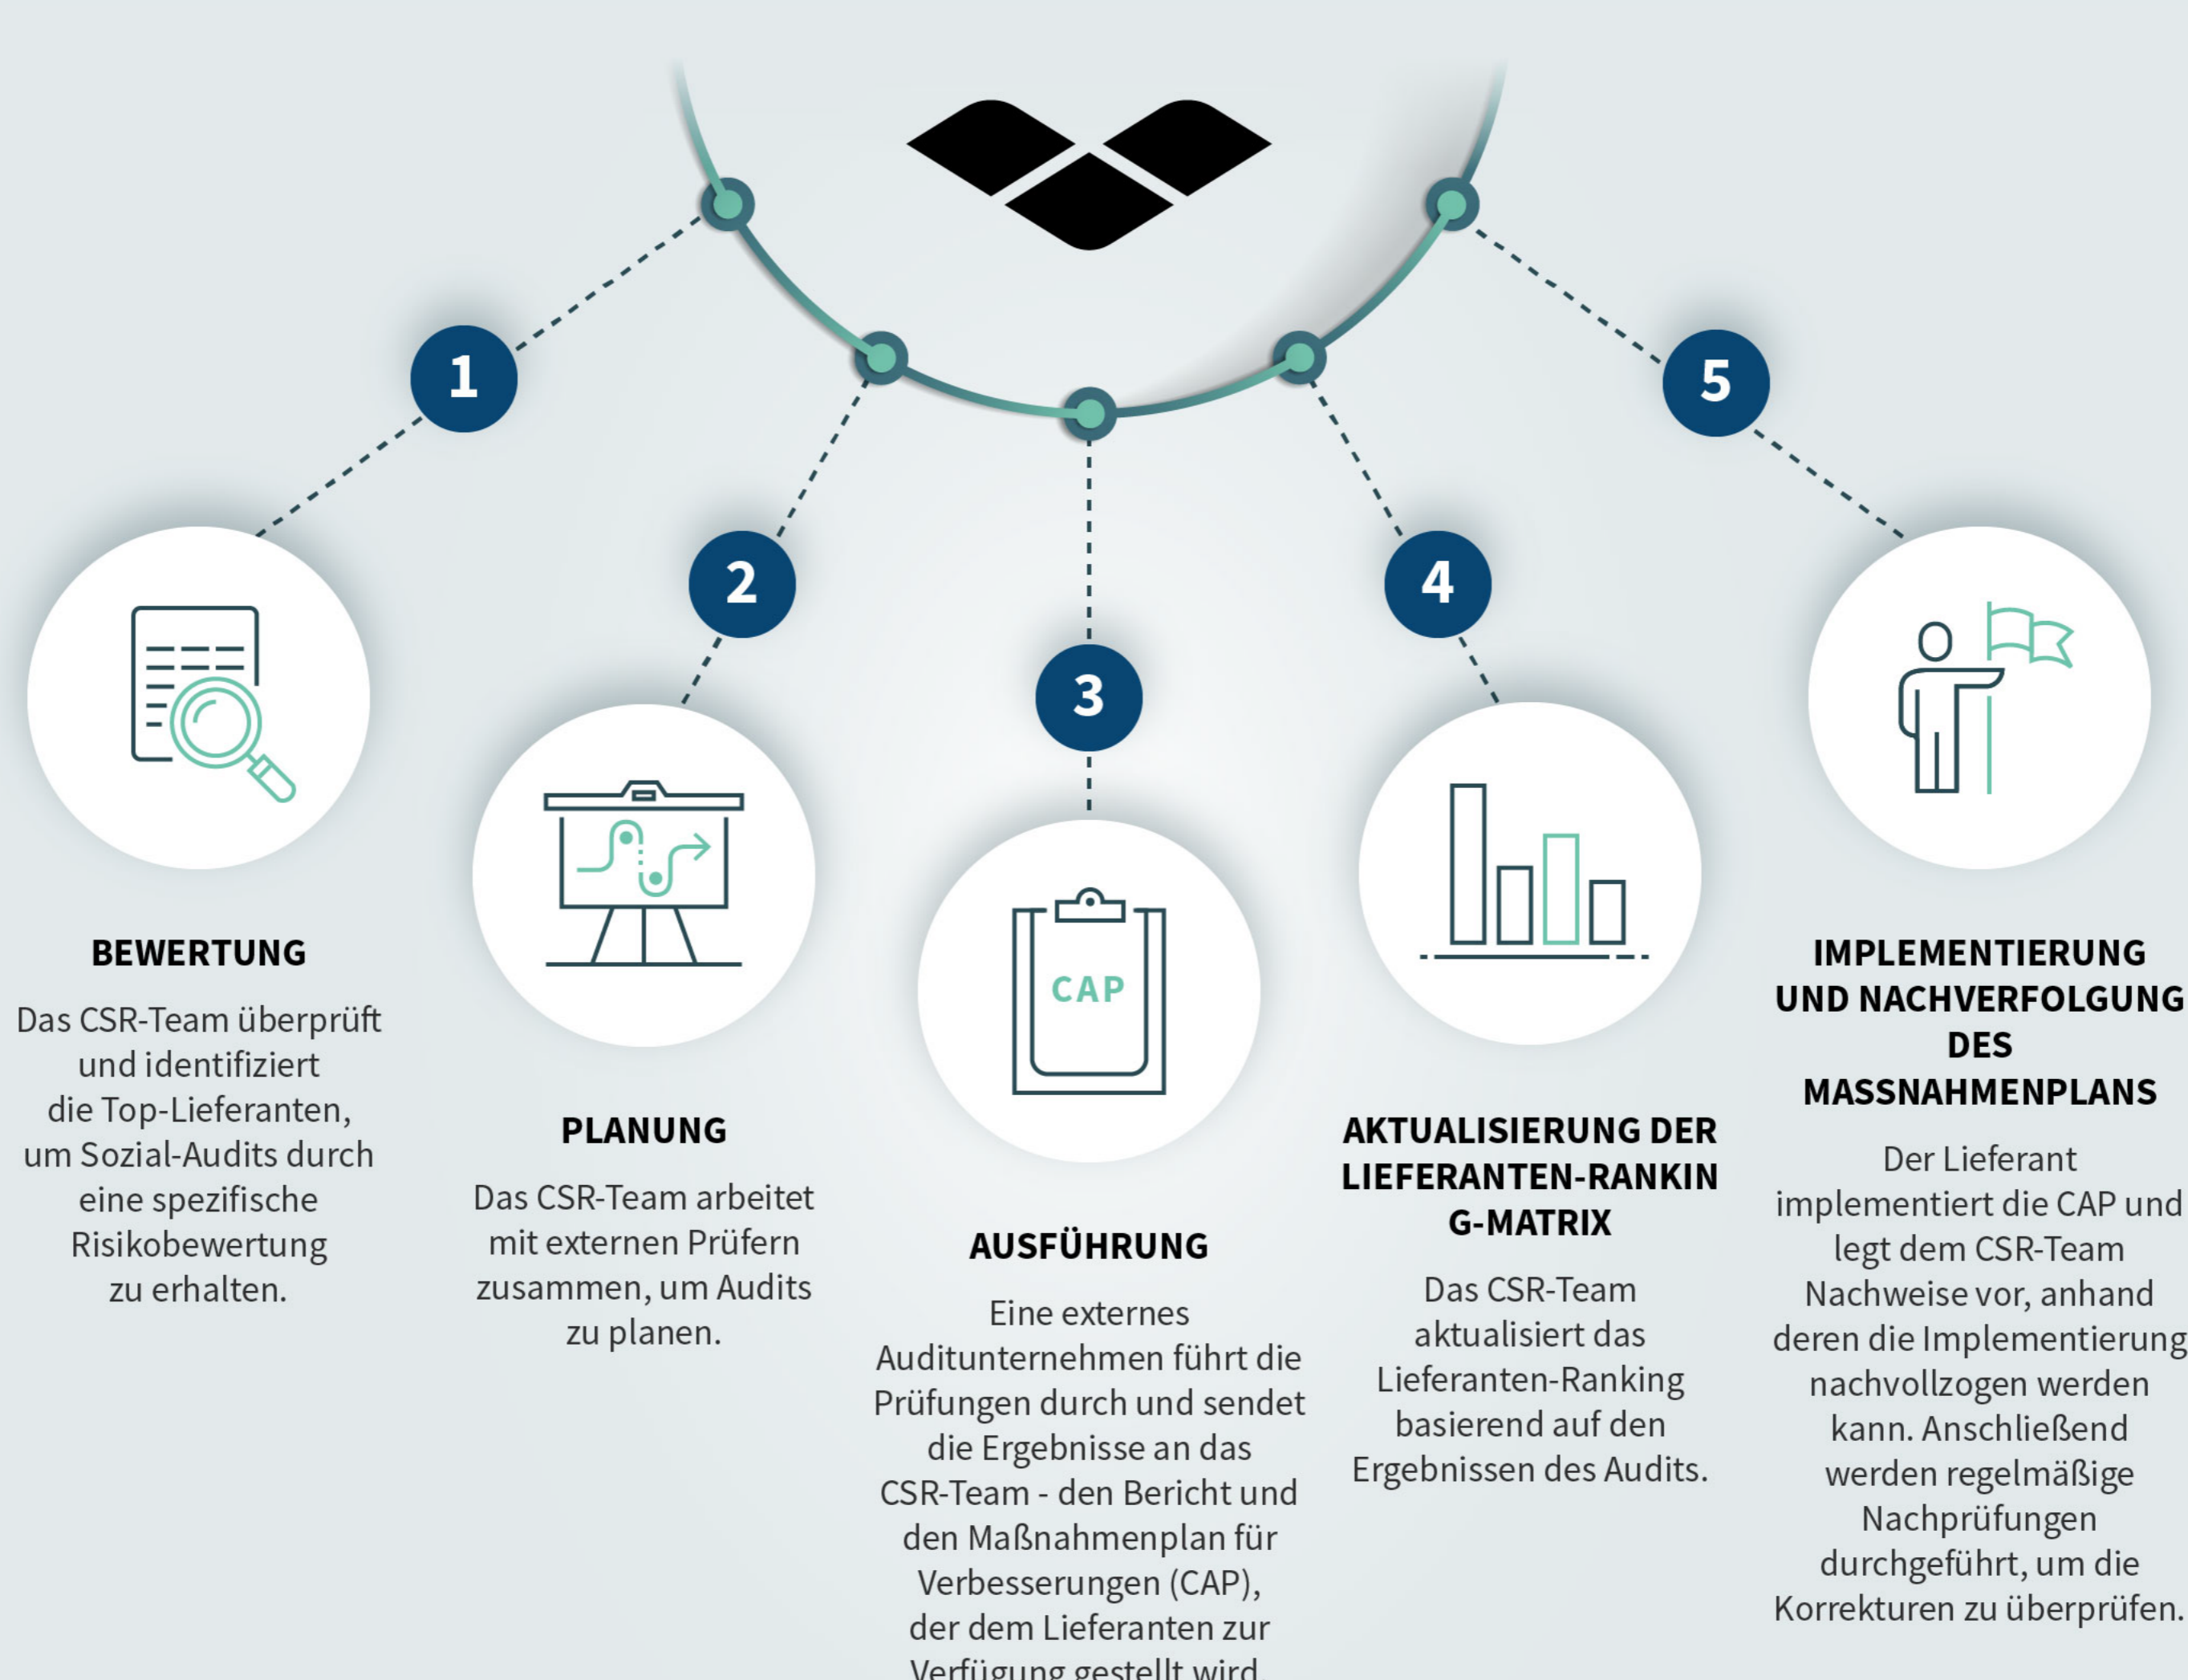 1
BEWERTUNG
Das CSR-Team überprüft
und identifiziert
die Top-Lieferanten,
um Sozial-Audits durch
eine spezifische
Risikobewertung
zu erhalten.
2
PLANUNG
Das CSR-Team arbeitet
mit externen Prüfern
zusammen, um Audits
zu planen.
3
CAP
AUSFÜHRUNG
Eine externes
Auditunternehmen führt die
Prüfungen durch und sendet
die Ergebnisse an das
CSR-Team - den Bericht und
den Maßnahmenplan für
Verbesserungen (CAP),
der dem Lieferanten zur
Verfügung gestellt wird.
4
AKTUALISIERUNG DER
LIEFERANTEN-RANKIN
G-MATRIX
Das CSR-Team
aktualisiert das
Lieferanten-Ranking
basierend auf den
Ergebnissen des Audits.
5
IMPLEMENTIERUNG
UND NACHVERFOLGUNG
DES
MASSNAHMENPLANS
Der Lieferant
implementiert die CAP und
legt dem CSR-Team
Nachweise vor, anhand
deren die Implementierung
nachvollzogen werden
kann. Anschließend
werden regelmäßige
Nachprüfungen
durchgeführt, um die
Korrekturen zu überprüfen.